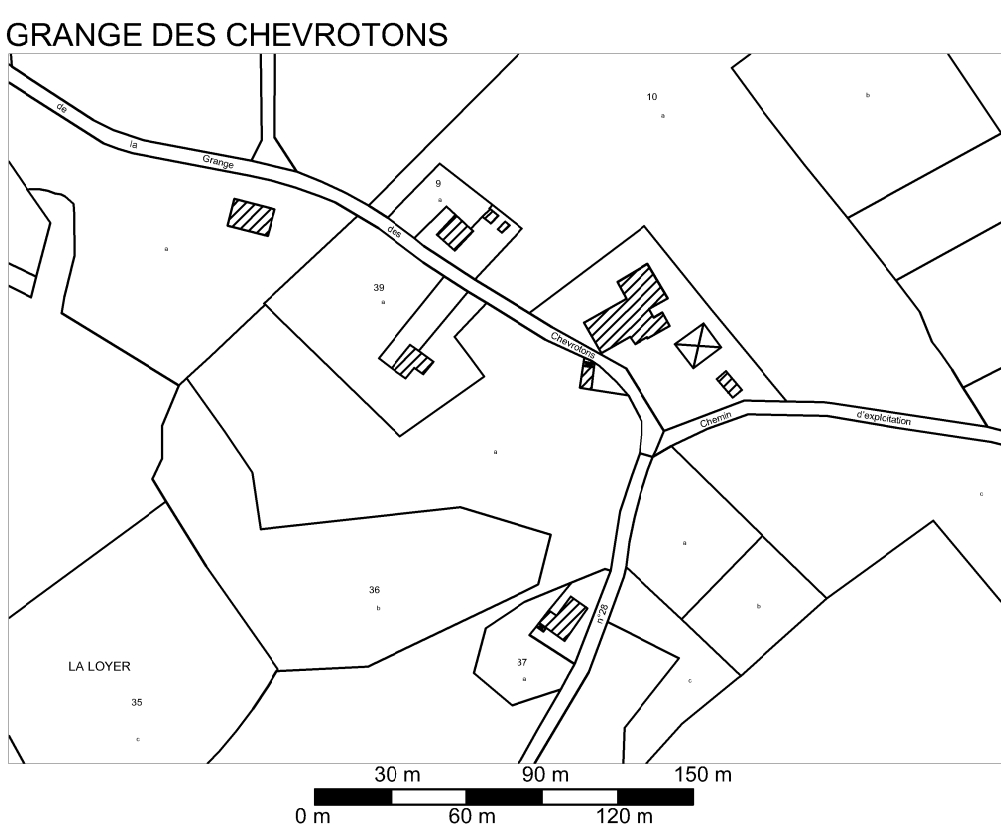 GRANGE DES CHEVROTONS
de la Grange des Chevrotons
10
a
b
9
a
a
39
a
Chemin d'exploitation n°28
a
c
a
36
b
b
37
a
c
LA LOYER
35
c
30 m 90 m 150 m
0 m 60 m 120 m